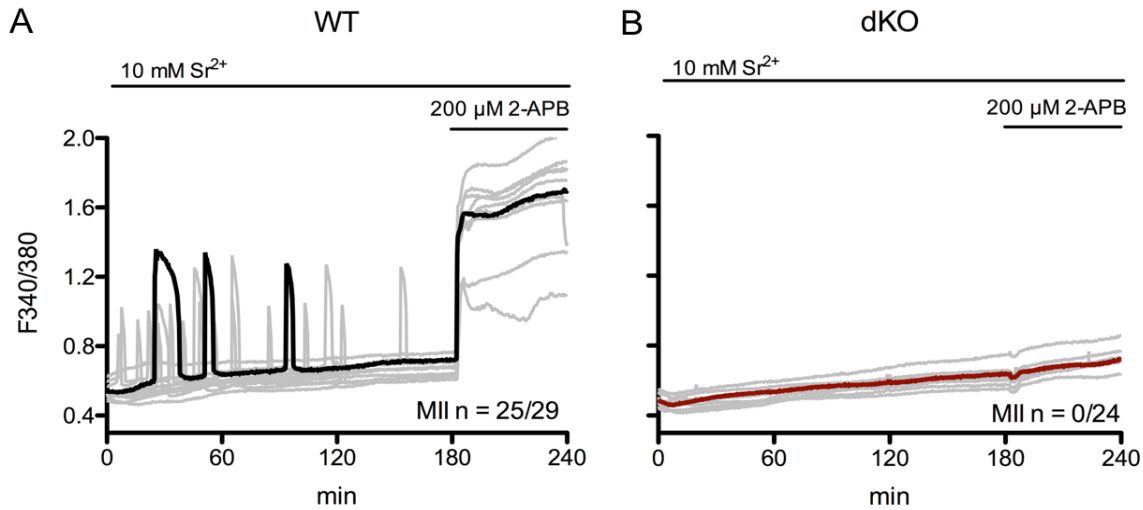 A
WT
10 mM Sr²⁺
200 µM 2-APB
2.0
1.6
1.2
0.8
0.4
F340/380
MII n = 25/29
0 60 120 180 240
min
B
dKO
10 mM Sr²⁺
200 µM 2-APB
MII n = 0/24
0 60 120 180 240
min